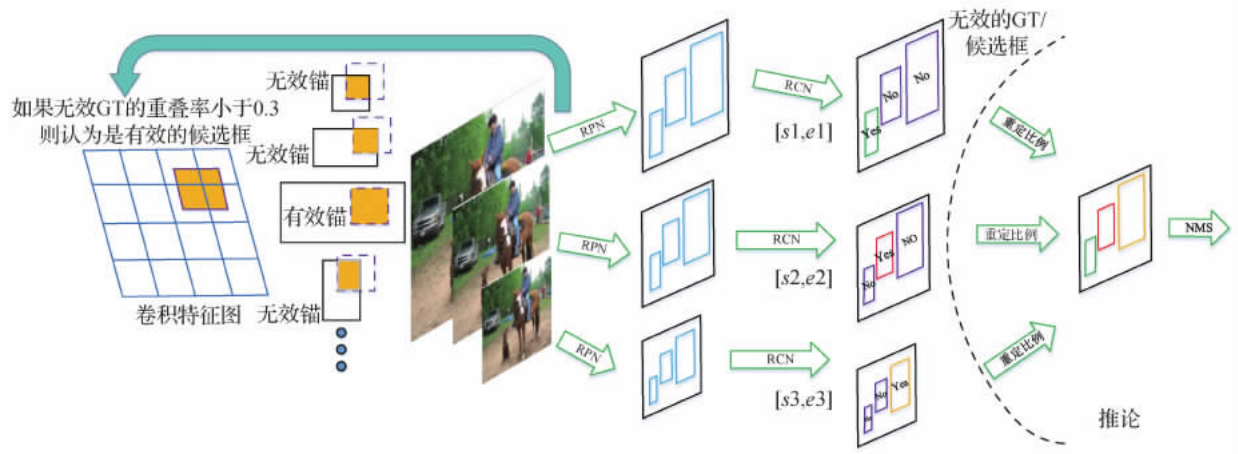 如果无效GT的重叠率小于0.3
则认为是有效的候选框
卷积特征图
无效锚
无效锚
有效锚
无效锚
RPN
RPN
RPN
RCN
[s1,e1]
RCN
[s2,e2]
RCN
[s3,e3]
Yes
No
No
No
Yes
NO
No
Yes
无效的GT/
候选框
重定比例
重定比例
重定比例
推论
NMS